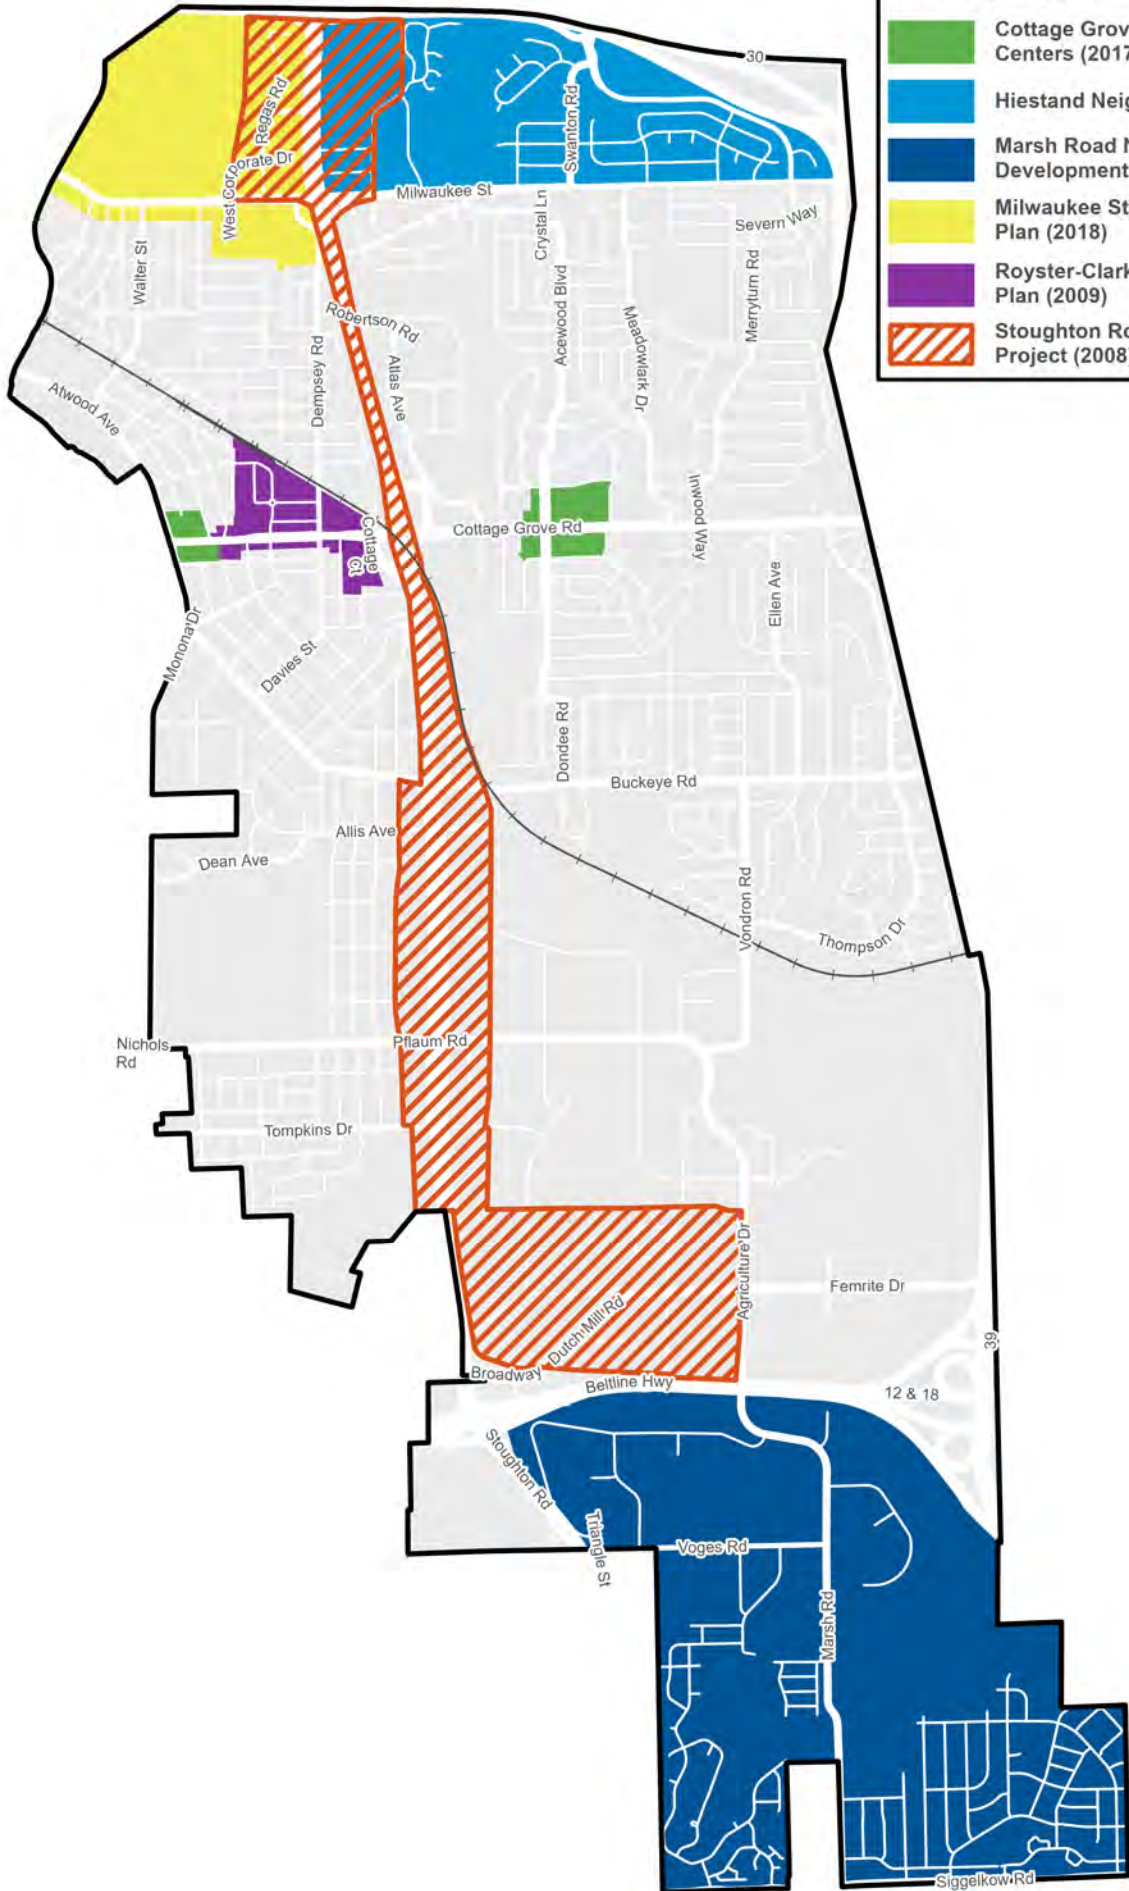 Cottage Grov
Centers (2017
Hiestand Neig
Marsh Road N
Development
Milwaukee St
Plan (2018)
Royster-Clark
Plan (2009)
Stoughton Ro
Project (2008)
30
Regas Rd
Swanton Rd
West Corporate Dr
Milwaukee St
Crystal Ln
Severn Way
Walter St
Robertson Rd
Acewood Blvd
Merryturn Rd
Meadowlark Dr
Dempsey Rd
Atlas Ave
Atwood Ave
Inwood Way
Cottage Grove Rd
Cottage
Ct
Ellen Ave
Monona Dr
Davies St
Dondee Rd
Buckeye Rd
Allis Ave
Dean Ave
Vondron Rd
Thompson Dr
Nichols
Rd
Pflaum Rd
Tompkins Dr
Agriculture Dr
Femrite Dr
Dutch Mill Rd
39
Broadway
Beltline Hwy
12 & 18
Stoughton Rd
Triangle St
Voges Rd
Marsh Rd
Siggelkow Rd